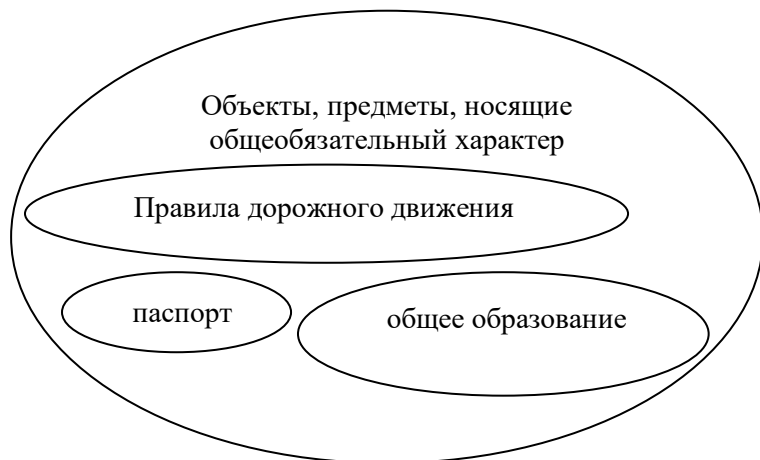 Объекты, предметы, носящие
общеобязательный характер
Правила дорожного движения
паспорт
общее образование